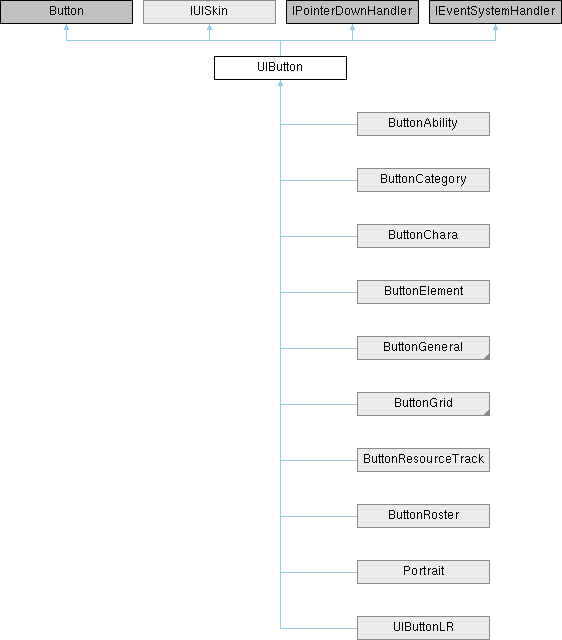 Button
IUISkin
IPointerDownHandler
IEventSystemHandler
UIButton
ButtonAbility
ButtonCategory
ButtonChara
ButtonElement
ButtonGeneral
ButtonGrid
ButtonResourceTrack
ButtonRoster
Portrait
UIButtonLR